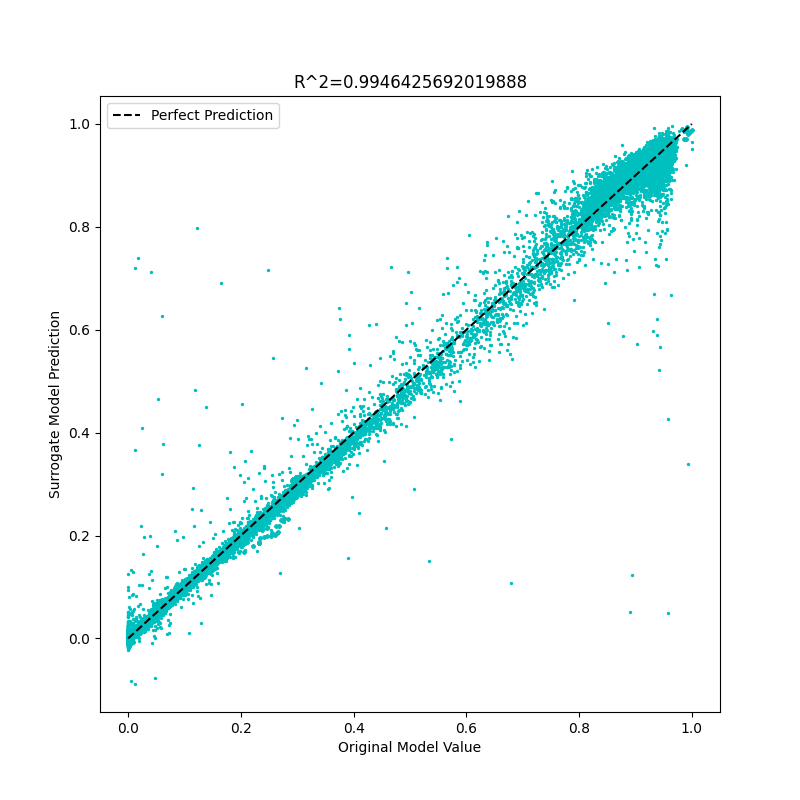 R^2=0.9946425692019888
Perfect Prediction
1.0
0.8
0.6
0.4
0.2
0.0
Surrogate Model Prediction
0.0 0.2 0.4 0.6 0.8 1.0
Original Model Value